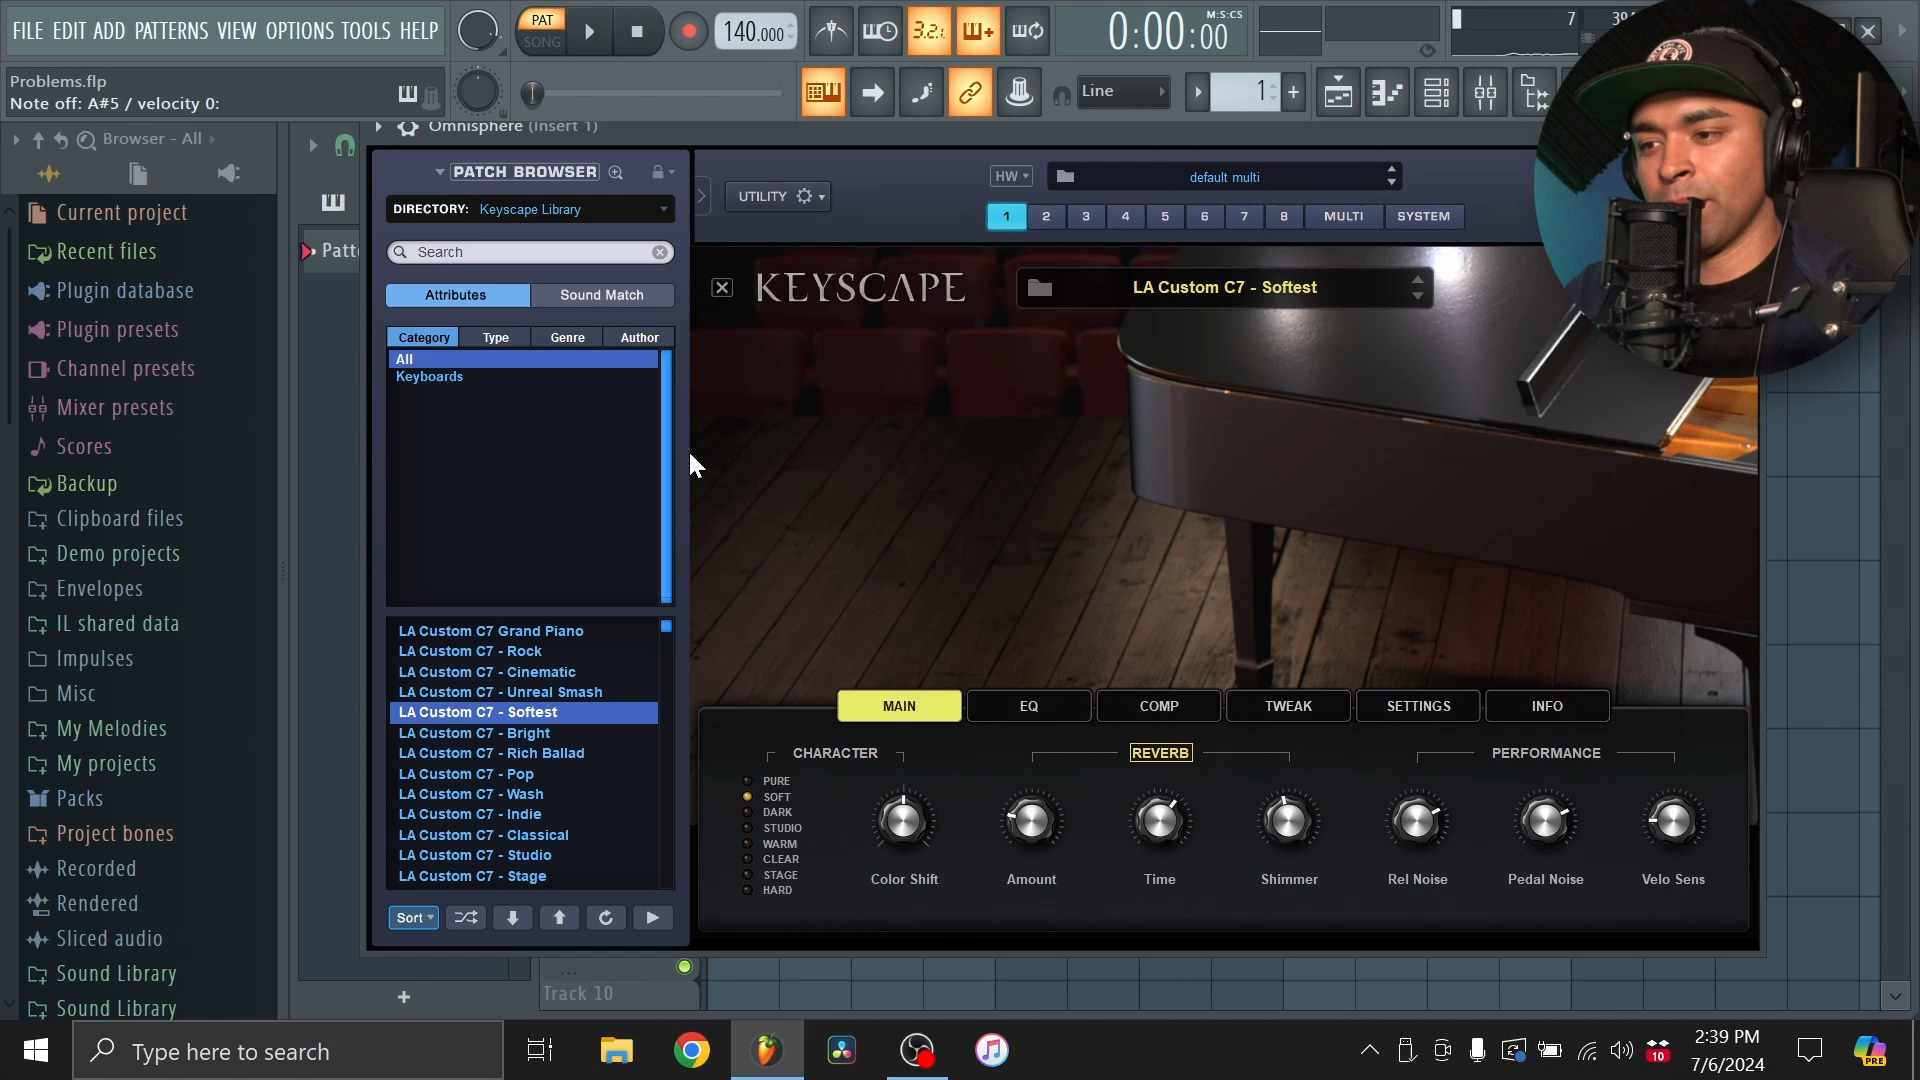 FILE EDIT ADD PATTERNS VIEW OPTIONS TOOLS HELP
PAT
SONG
140.000
3.2.
0:00:00
M:S:CS
7
Problems.flp
Note off: A#5 / velocity 0:
Line
1
Browser - All
Omnisphere (Insert 1)
Current project
Recent files
Plugin database
Plugin presets
Channel presets
Mixer presets
Scores
Backup
Clipboard files
Demo projects
Envelopes
IL shared data
Impulses
Misc
My Melodies
My projects
Packs
Project bones
Recorded
Rendered
Sliced audio
Sound Library
Sound Library
Patt
PATCH BROWSER
DIRECTORY: Keyscape Library
Search
Attributes
Sound Match
Category
Type
Genre
Author
All
Keyboards
LA Custom C7 Grand Piano
LA Custom C7 - Rock
LA Custom C7 - Cinematic
LA Custom C7 - Unreal Smash
LA Custom C7 - Softest
LA Custom C7 - Bright
LA Custom C7 - Rich Ballad
LA Custom C7 - Pop
LA Custom C7 - Wash
LA Custom C7 - Indie
LA Custom C7 - Classical
LA Custom C7 - Studio
LA Custom C7 - Stage
Sort
UTILITY
HW
default multi
1 2 3 4 5 6 7 8 MULTI SYSTEM
KEYSCAPE
LA Custom C7 - Softest
MAIN
EQ
COMP
TWEAK
SETTINGS
INFO
CHARACTER
REVERB
PERFORMANCE
PURE
SOFT
DARK
STUDIO
WARM
CLEAR
STAGE
HARD
Color Shift
Amount
Time
Shimmer
Rel Noise
Pedal Noise
Velo Sens
...
Track 10
Type here to search
10
2:39 PM
7/6/2024
PRE